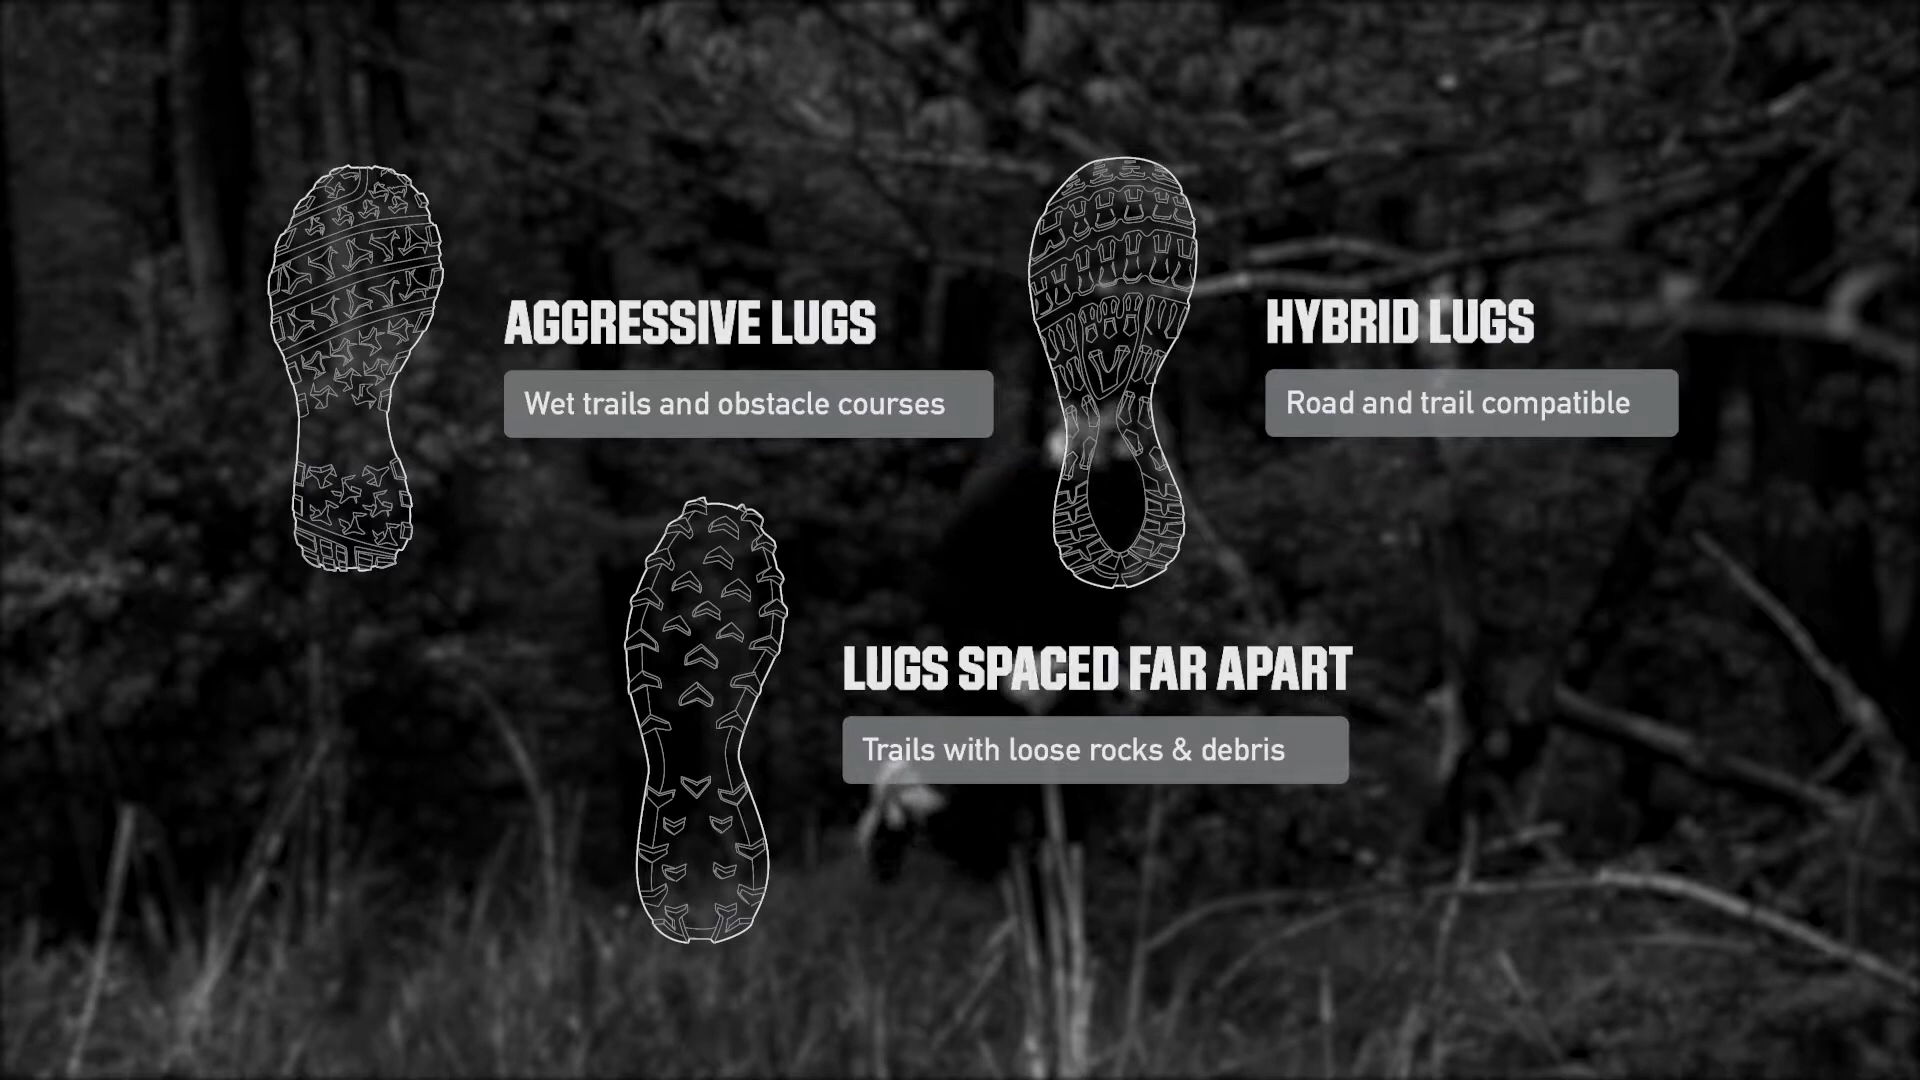 AGGRESSIVE LUGS
Wet trails and obstacle courses
HYBRID LUGS
Road and trail compatible
LUGS SPACED FAR APART
Trails with loose rocks & debris